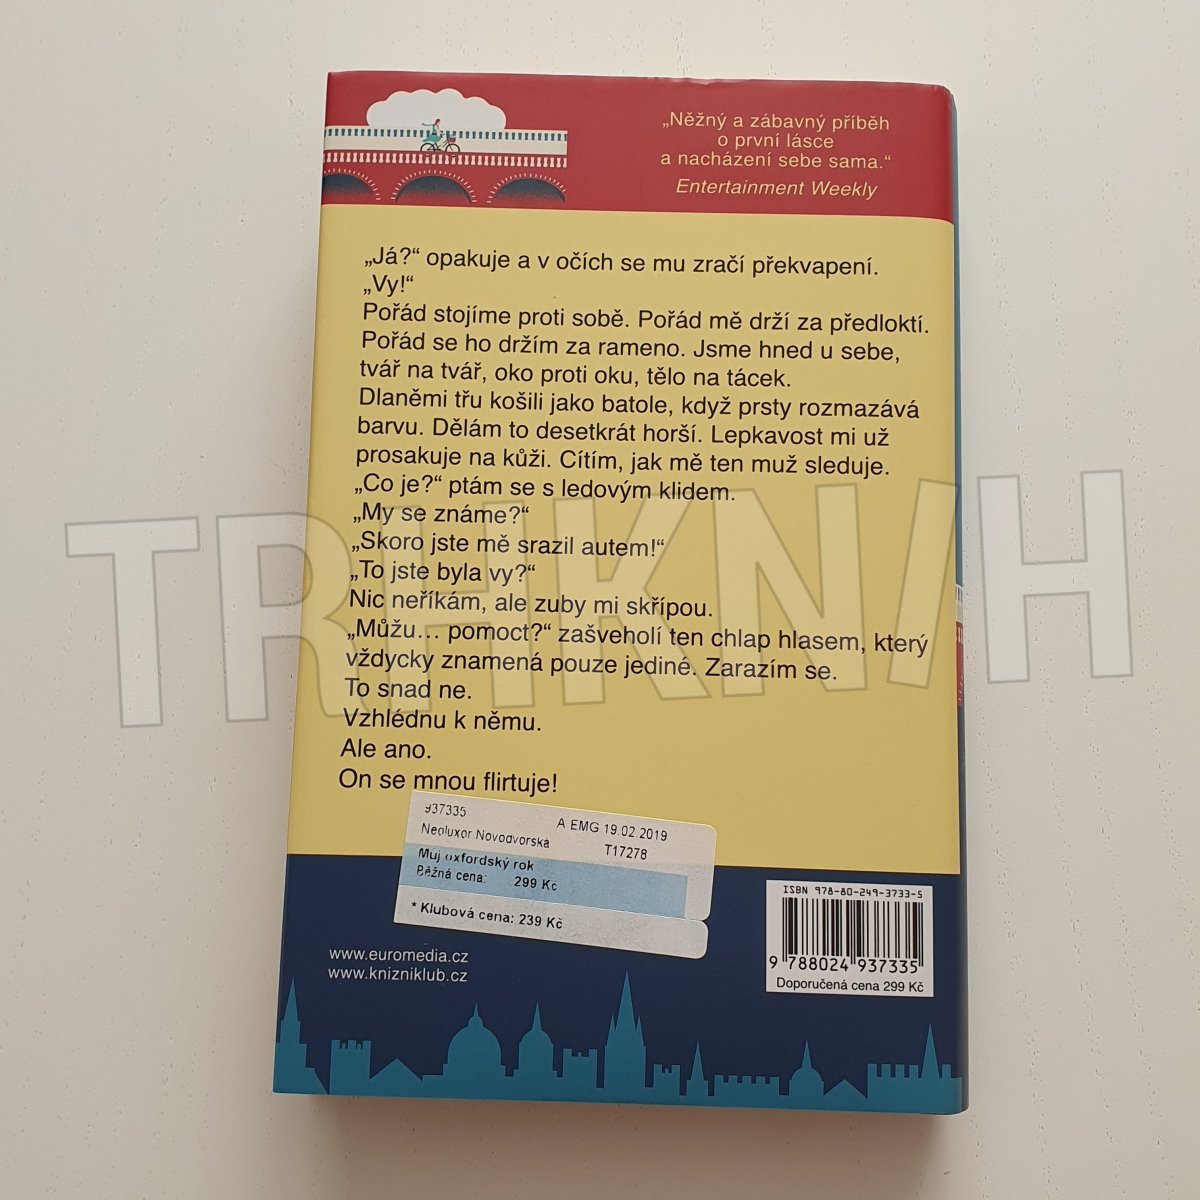 „Něžný a zábavný příběh
o první lásce
a nacházení sebe sama.“
Entertainment Weekly
„Já?“ opakuje a v očích se mu zračí překvapení.
„Vy!“
Pořád stojíme proti sobě. Pořád mě drží za předloktí.
Pořád se ho držím za rameno. Jsme hned u sebe,
tvář na tvář, oko proti oku, tělo na tácek.
Dlaněmi třu košili jako batole, když prsty rozmazává
barvu. Dělám to desetkrát horší. Lepkavost mi už
prosakuje na kůži. Cítím, jak mě ten muž sleduje.
„Co je?“ ptám se s ledovým klidem.
„My se známe?“
„Skoro jste mě srazil autem!“
„To jste byla vy?“
Nic neříkám, ale zuby mi skřípou.
„Můžu… pomoct?“ zašveholí ten chlap hlasem, který
vždycky znamená pouze jediné. Zarazím se.
To snad ne.
Vzhlédnu k němu.
Ale ano.
On se mnou flirtuje!
TRHKNIH
937335 A EMG 19.02.2019
Neoluxor Novodvorská T17278
Můj oxfordský rok
Běžná cena: 299 Kč
* Klubová cena: 239 Kč
www.euromedia.cz
www.knizniklub.cz
ISBN 978-80-249-3733-5
9 788024 937335
Doporučená cena 299 Kč